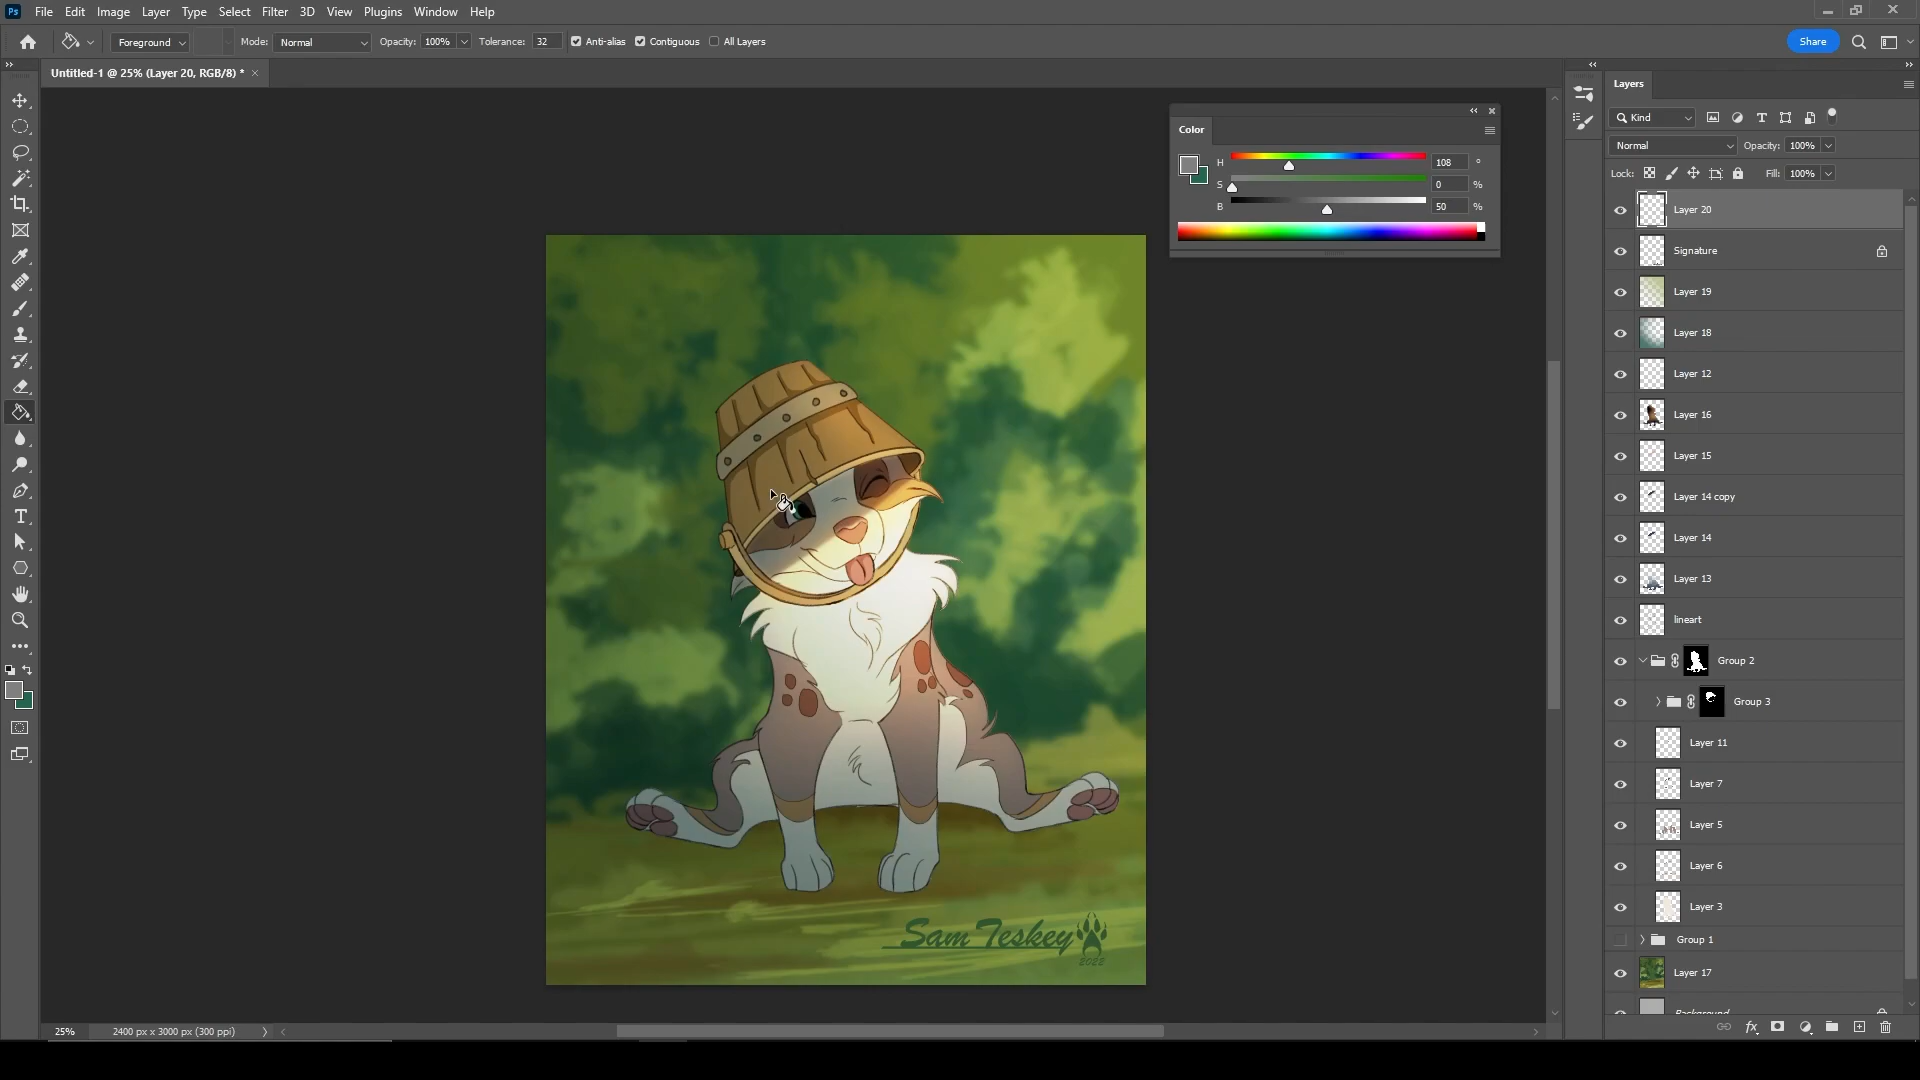 Ps File Edit Image Layer Type Select Filter 3D View Plugins Window Help
Foreground Mode: Normal Opacity: 100% Tolerance: 32 Anti-alias Contiguous All Layers Share
Untitled-1 @ 25% (Layer 20, RGB/8) *
Color
H 108 °
S 0 %
B 50 %
Sam Teskey
2022
25% 2400 px x 3000 px (300 ppi)
Layers
Kind
Normal Opacity: 100%
Lock: Fill: 100%
Layer 20
Signature
Layer 19
Layer 18
Layer 12
Layer 16
Layer 15
Layer 14 copy
Layer 14
Layer 13
lineart
Group 2
Group 3
Layer 11
Layer 7
Layer 5
Layer 6
Layer 3
Group 1
Layer 17
Background
fx